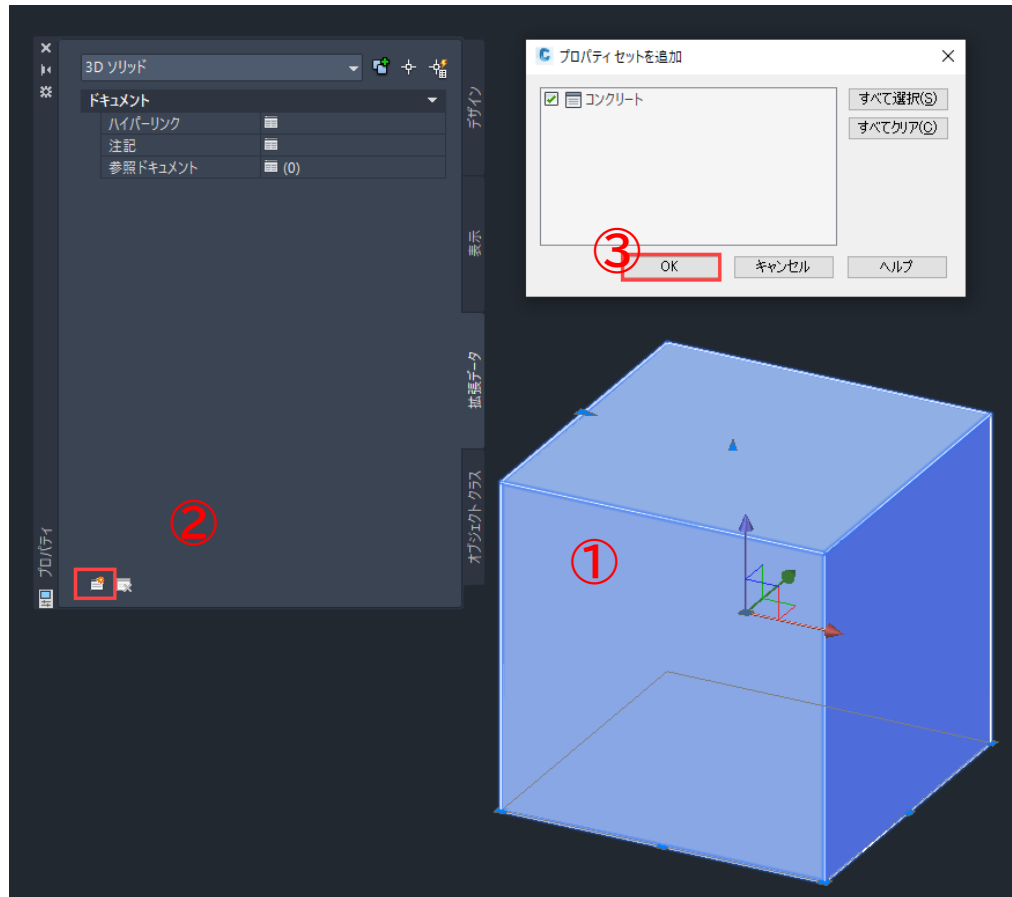 3D ソリッド
ドキュメント
ハイパーリンク
注記
参照ドキュメント (0)
デザイン
表示
拡張データ
オブジェクト クラス
プロパティ
②
C プロパティ セットを追加
コンクリート
すべて選択(S)
すべてクリア(C)
③
OK キャンセル ヘルプ
①